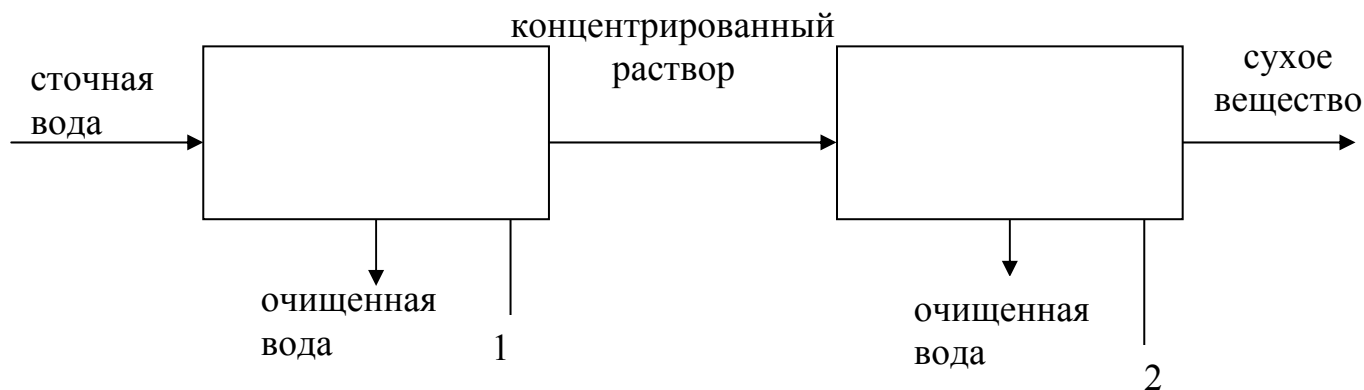 сточная
вода
концентрированный
раствор
сухое
вещество
очищенная
вода
1
очищенная
вода
2